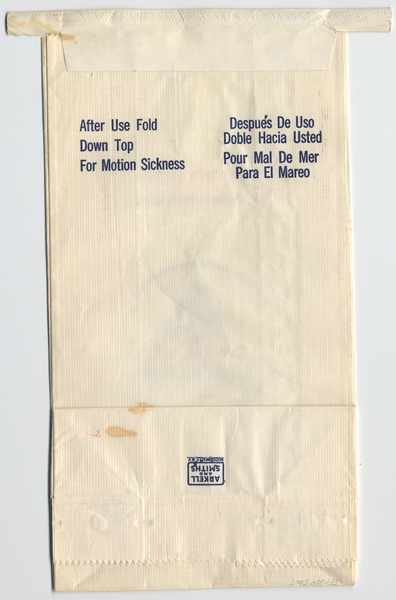 After Use Fold
Down Top
For Motion Sickness
Después De Uso
Doble Hacia Usted
Pour Mal De Mer
Para El Mareo
ARKELL
AND
SMITHS